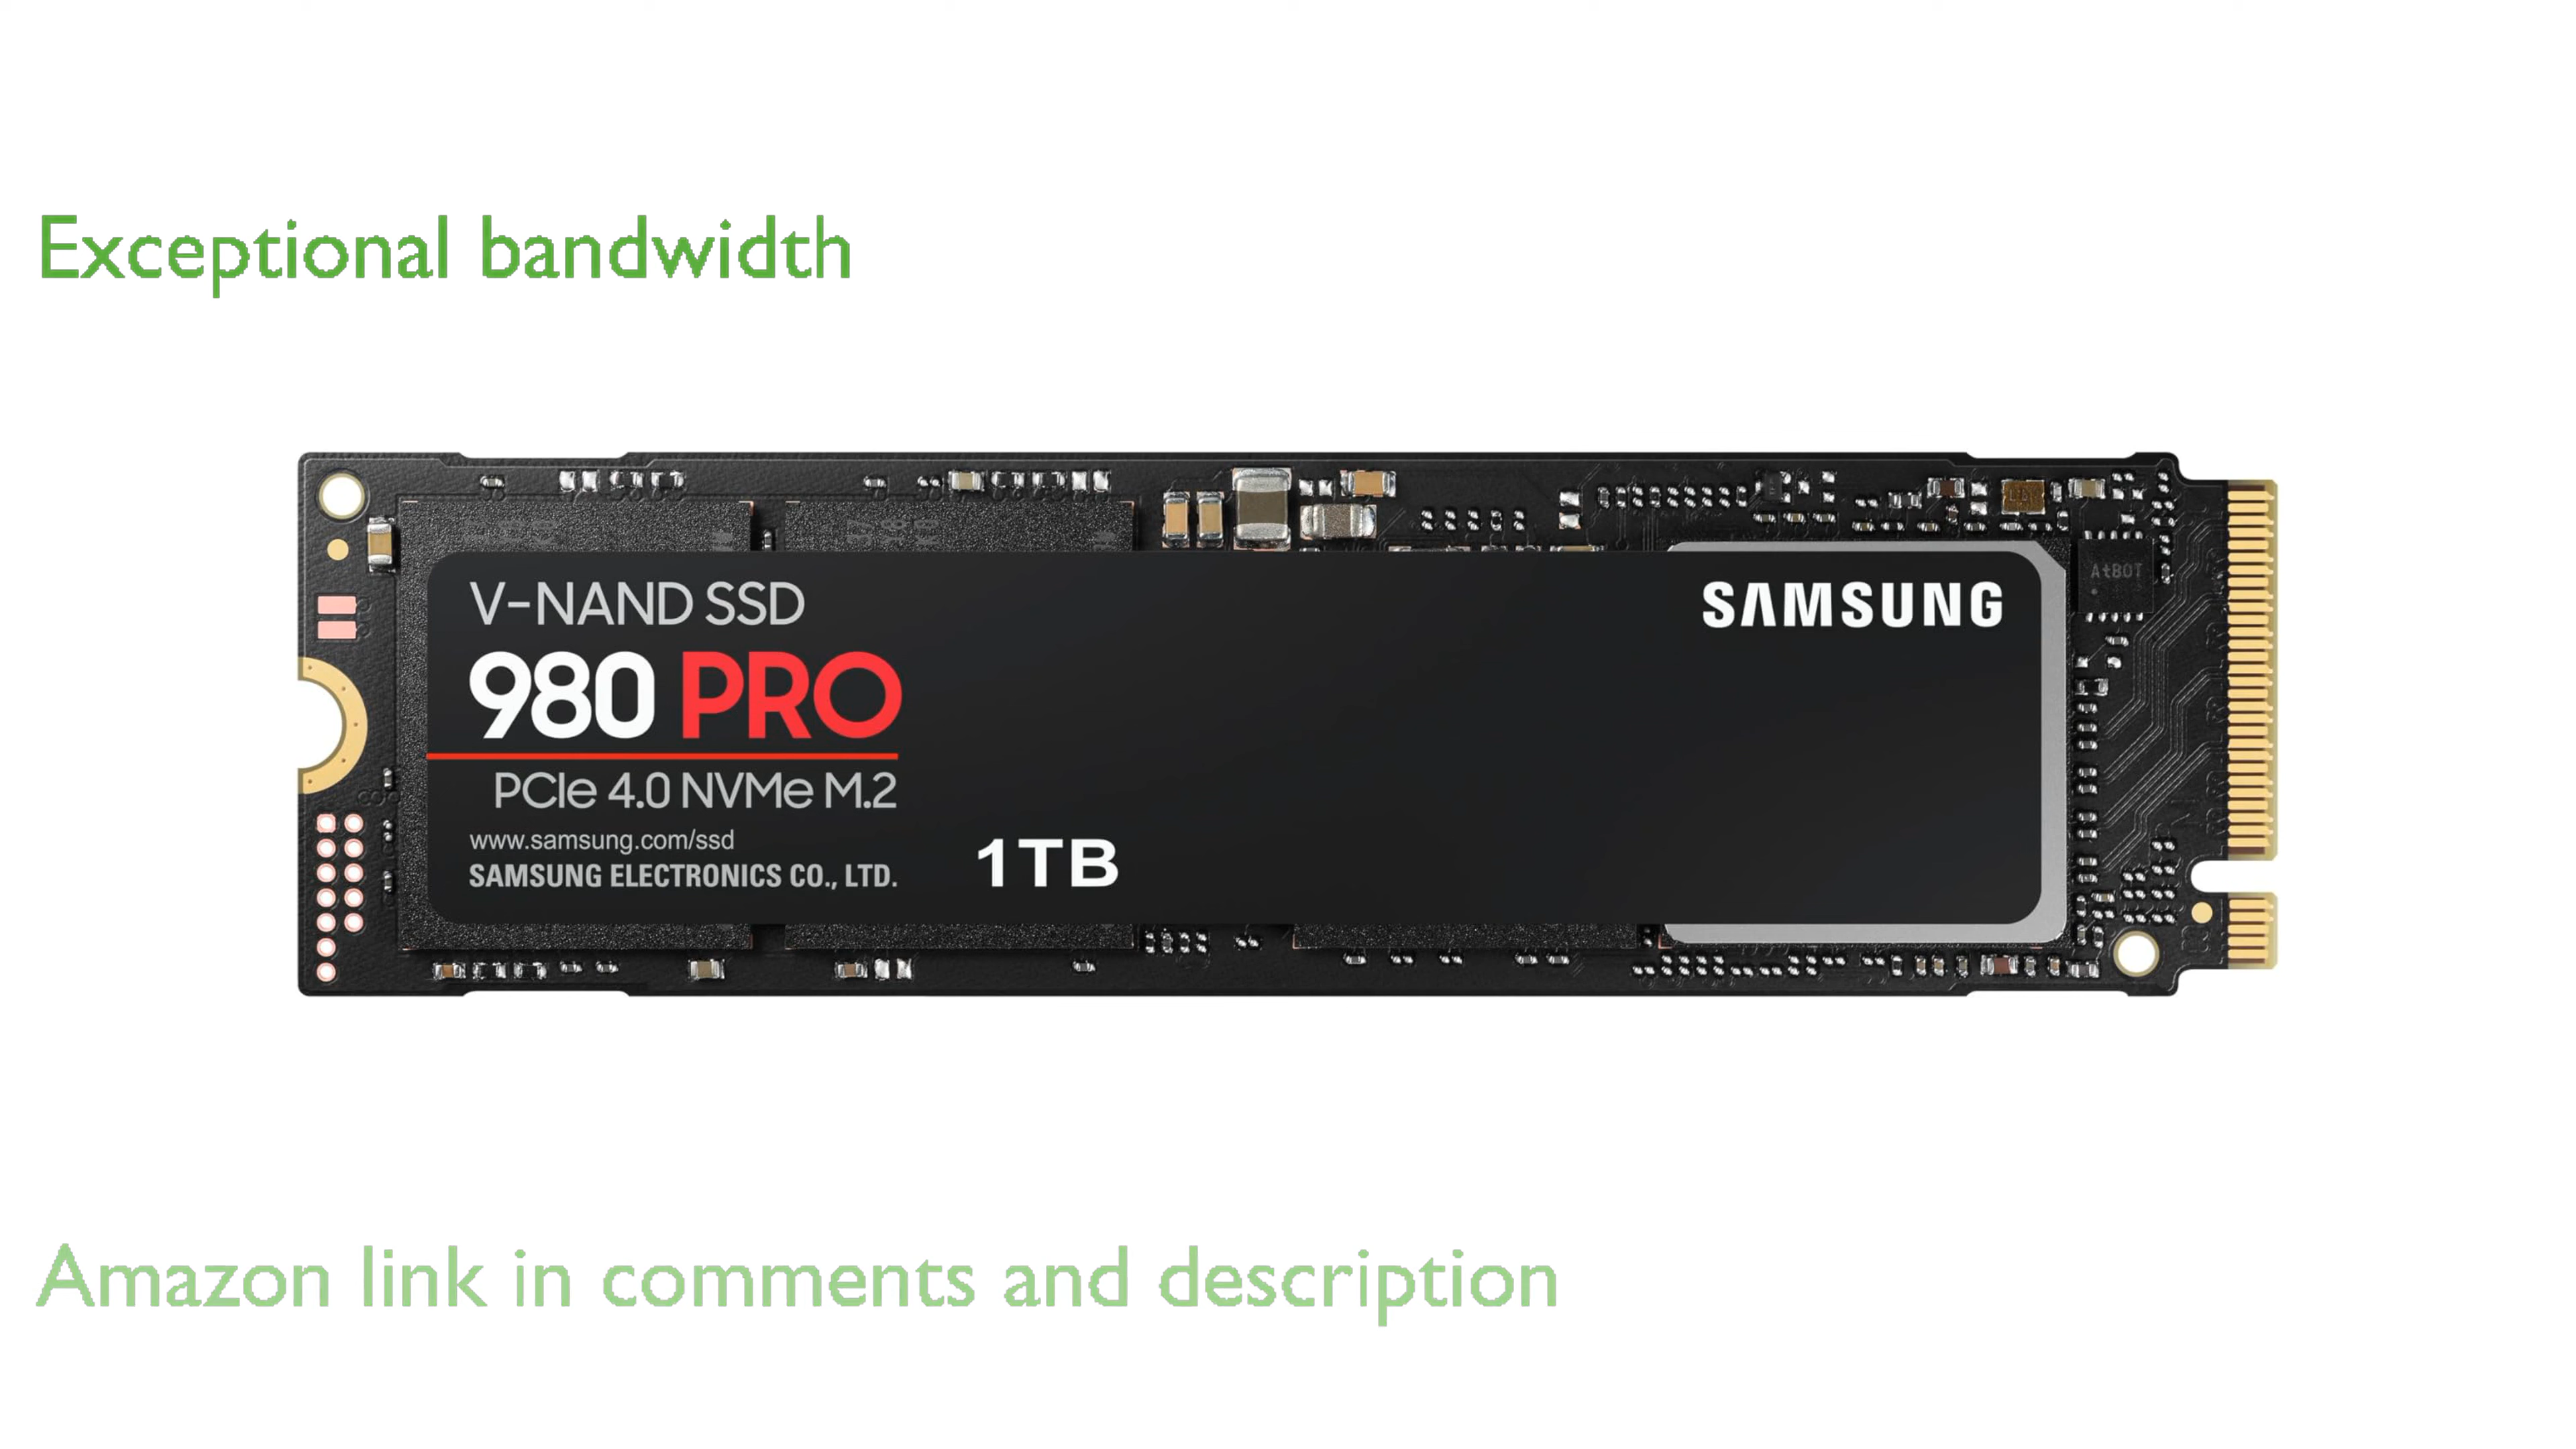 Exceptional bandwidth
V-NAND SSD
SAMSUNG
980 PRO
PCIe 4.0 NVMe M.2
www.samsung.com/ssd
SAMSUNG ELECTRONICS CO., LTD.
1TB
AtBOT
Amazon link in comments and description